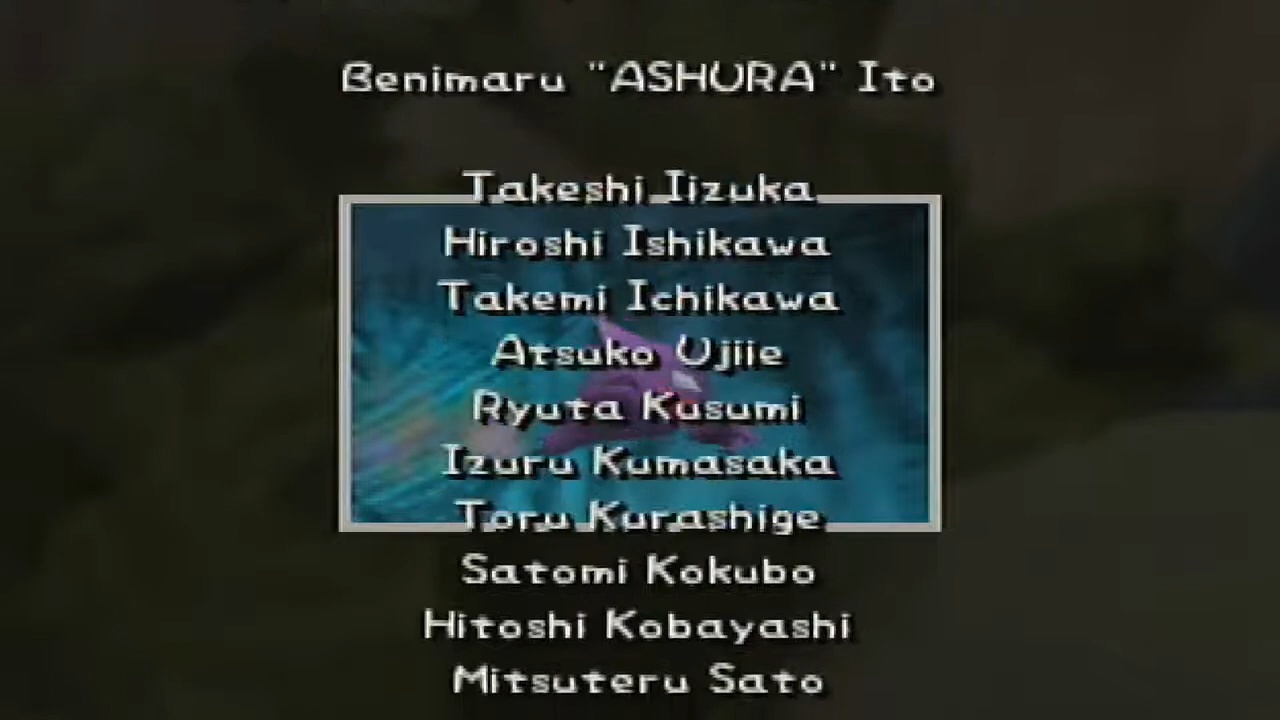 Benimaru "ASHURA" Ito
Takeshi Iizuka
Hiroshi Ishikawa
Takemi Ichikawa
Atsuko Ujiie
Ryuta Kusumi
Izuru Kumasaka
Toru Kurashige
Satomi Kokubo
Hitoshi Kobayashi
Mitsuteru Sato